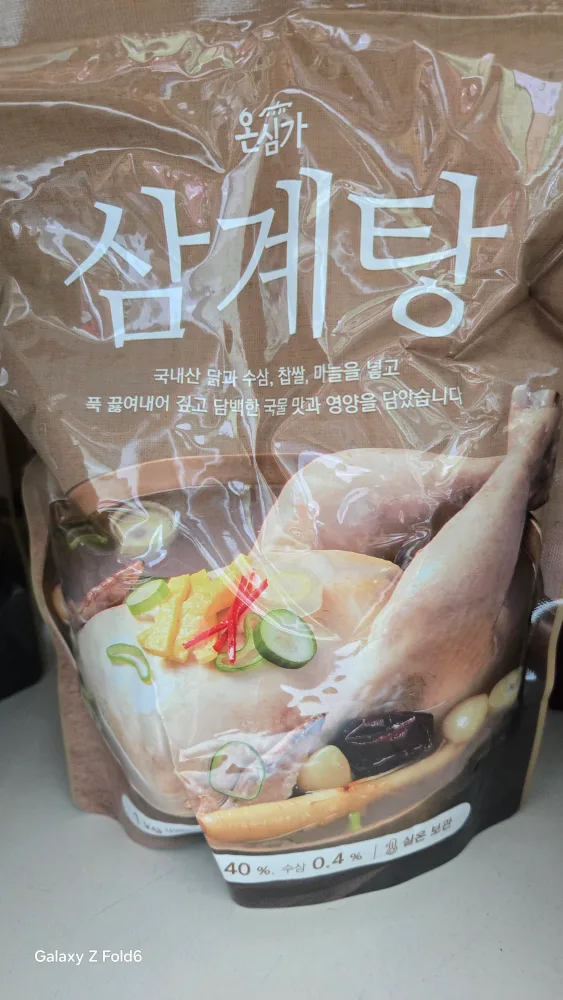 온심가
삼계탕
국내산 닭과 수삼, 찹쌀, 마늘을 넣고
푹 끓여내어 깊고 담백한 국물 맛과 영양을 담았습니다
1 kg
40 %, 수삼 0.4 % | 실온 보관
Galaxy Z Fold6